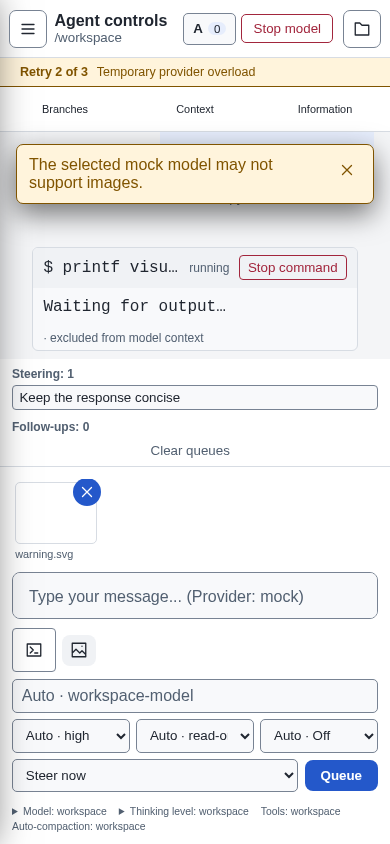 Agent controls
/workspace
A 0
Stop model
Retry 2 of 3 Temporary provider overload
Branches Context Information
The selected mock model may not
support images.
$ printf visu… running Stop command
Waiting for output…
· excluded from model context
Steering: 1
Keep the response concise
Follow-ups: 0
Clear queues
warning.svg
Type your message... (Provider: mock)
Auto · workspace-model
Auto · high Auto · read-o Auto · Off
Steer now Queue
Model: workspace Thinking level: workspace Tools: workspace
Auto-compaction: workspace